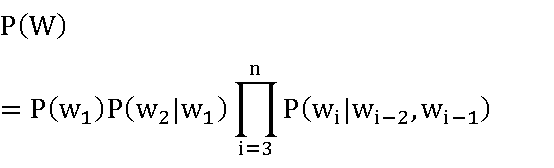 P(W)
= P(w₁)P(w₂|w₁) ∏ᵢ₌₃ⁿ P(wᵢ|wᵢ₋₂,wᵢ₋₁)